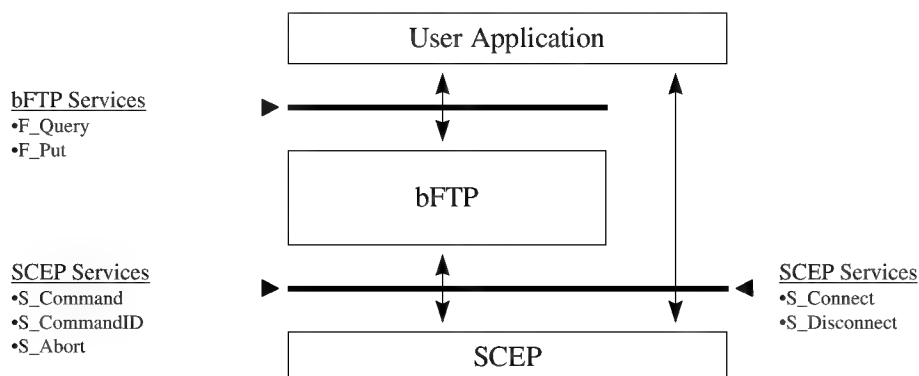 User Application
bFTP Services
•F_Query
•F_Put
bFTP
SCEP Services
•S_Command
•S_CommandID
•S_Abort
SCEP Services
•S_Connect
•S_Disconnect
SCEP